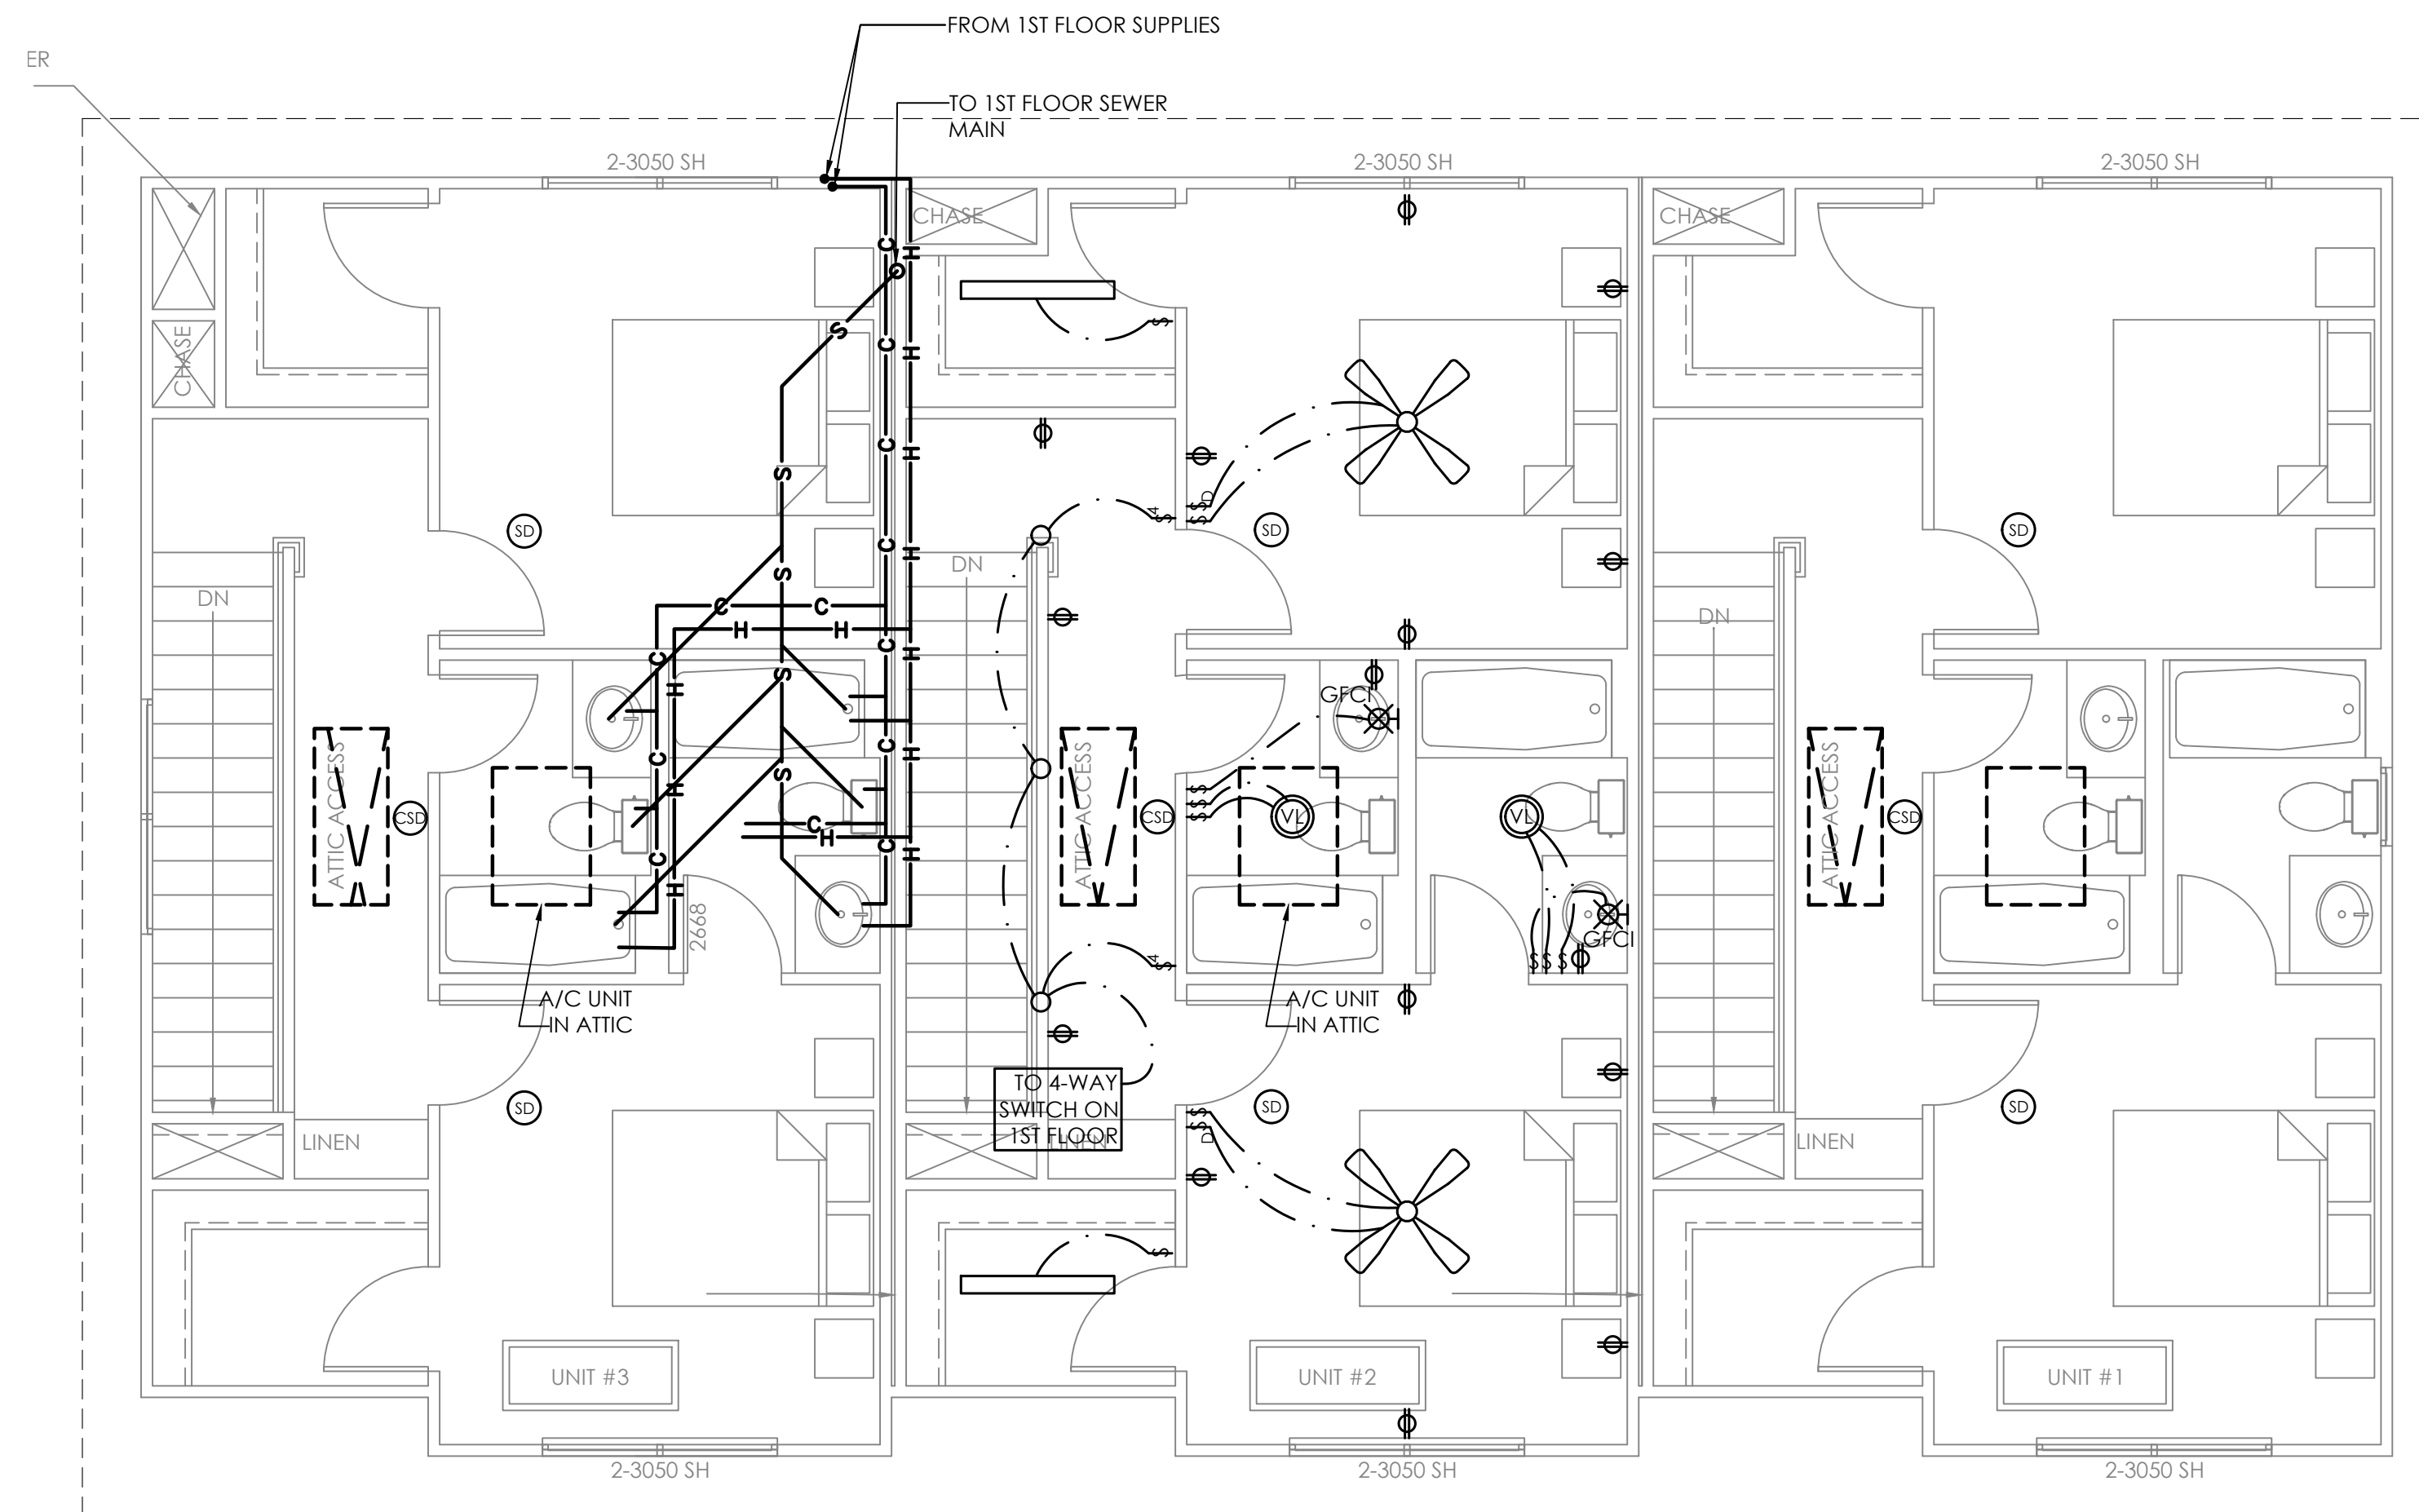 FROM 1ST FLOOR SUPPLIES
ER
TO 1ST FLOOR SEWER
MAIN
2-3050 SH
2-3050 SH
2-3050 SH
CHASE
CHASE
C
H
S
C
H
CHASE
C
H
S
D
S
S
$
4
$
$
SD
SD
SD
C
H
S
DN
DN
DN
C
C
H
H
C
H
C
S
H
GFCI
C
H
C
H
ATTIC ACCESS
ATTIC ACCESS
ATTIC ACCESS
H
S
$
$
$
CSD
CSD
VL
VL
CSD
C
H
C
H
C
H
2668
GFCI
$
4
$ $ $
A/C UNIT
IN ATTIC
A/C UNIT
IN ATTIC
TO 4-WAY
SWITCH ON
1ST FLOOR
SD
SD
SD
$
$
D
LINEN
LINEN
LINEN
$
UNIT #3
UNIT #2
UNIT #1
2-3050 SH
2-3050 SH
2-3050 SH